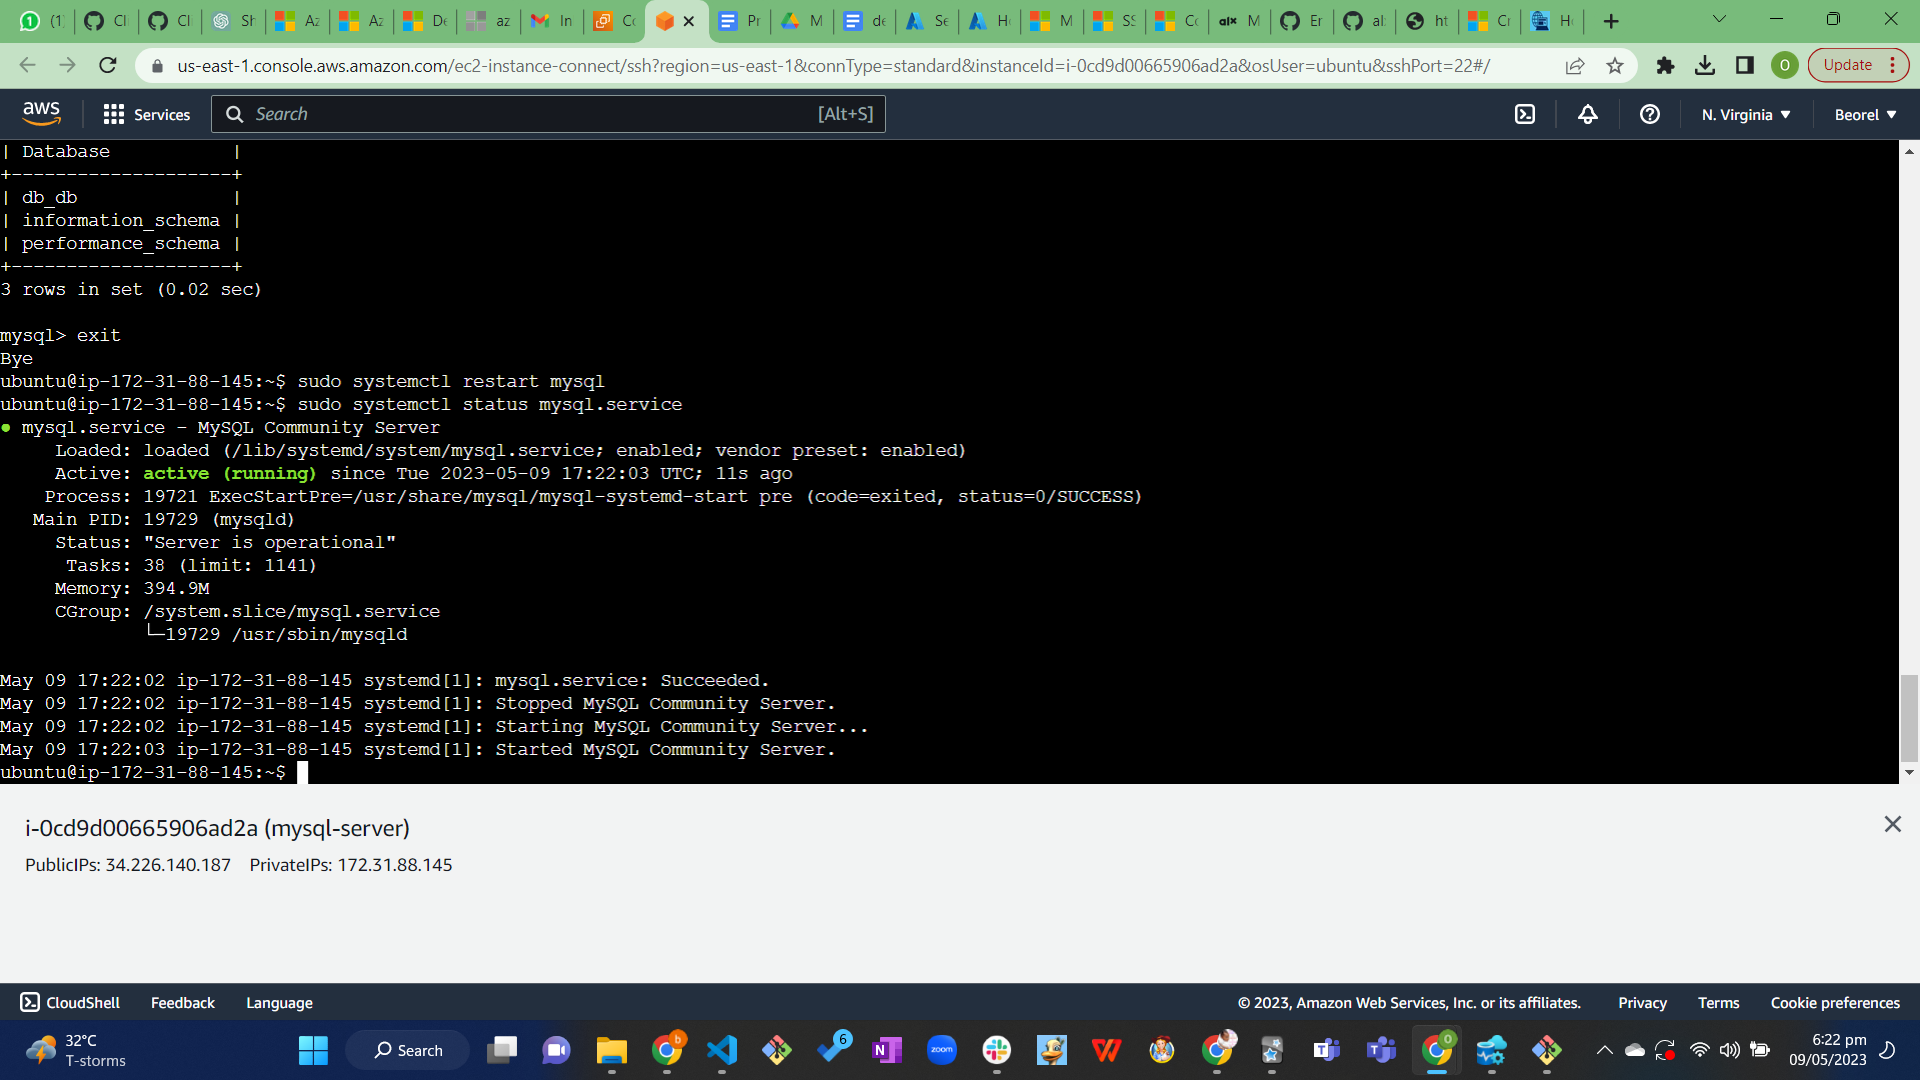 (1)
Cl
Cl
Sh
Az
Az
De
az
In
Co
Pr
M
de
Se
Ho
M
SS
Co
alx M
Er
al
ht
Cr
Ho
us-east-1.console.aws.amazon.com/ec2-instance-connect/ssh?region=us-east-1&connType=standard&instanceId=i-0cd9d00665906ad2a&osUser=ubuntu&sshPort=22#/
O
Update
aws
Services
Search
[Alt+S]
N. Virginia
Beorel
| Database           |
+--------------------+
| db_db              |
| information_schema |
| performance_schema |
+--------------------+
3 rows in set (0.02 sec)
mysql> exit
Bye
ubuntu@ip-172-31-88-145:~$ sudo systemctl restart mysql
ubuntu@ip-172-31-88-145:~$ sudo systemctl status mysql.service
● mysql.service - MySQL Community Server
     Loaded: loaded (/lib/systemd/system/mysql.service; enabled; vendor preset: enabled)
     Active: active (running) since Tue 2023-05-09 17:22:03 UTC; 11s ago
    Process: 19721 ExecStartPre=/usr/share/mysql/mysql-systemd-start pre (code=exited, status=0/SUCCESS)
   Main PID: 19729 (mysqld)
     Status: "Server is operational"
      Tasks: 38 (limit: 1141)
     Memory: 394.9M
     CGroup: /system.slice/mysql.service
             └─19729 /usr/sbin/mysqld
May 09 17:22:02 ip-172-31-88-145 systemd[1]: mysql.service: Succeeded.
May 09 17:22:02 ip-172-31-88-145 systemd[1]: Stopped MySQL Community Server.
May 09 17:22:02 ip-172-31-88-145 systemd[1]: Starting MySQL Community Server...
May 09 17:22:03 ip-172-31-88-145 systemd[1]: Started MySQL Community Server.
ubuntu@ip-172-31-88-145:~$
i-0cd9d00665906ad2a (mysql-server)
PublicIPs: 34.226.140.187    PrivateIPs: 172.31.88.145
CloudShell
Feedback
Language
© 2023, Amazon Web Services, Inc. or its affiliates.
Privacy
Terms
Cookie preferences
32°C
T-storms
Search
b
6
N
zoom
W
T
T
O
6:22 pm
09/05/2023